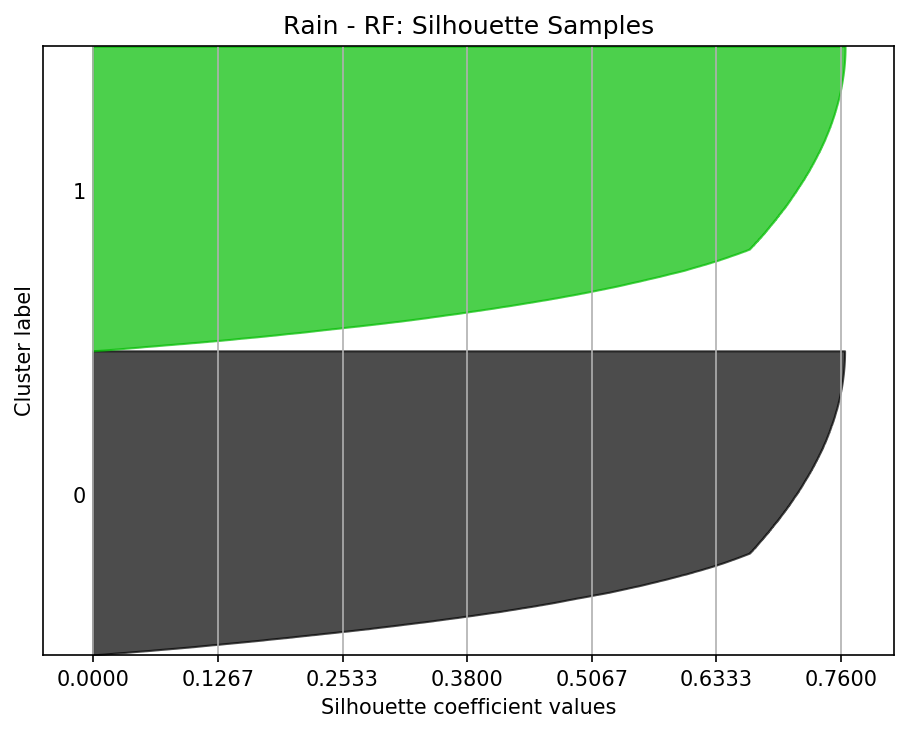 Rain - RF: Silhouette Samples
1
Cluster label
0
0.0000 0.1267 0.2533 0.3800 0.5067 0.6333 0.7600
Silhouette coefficient values